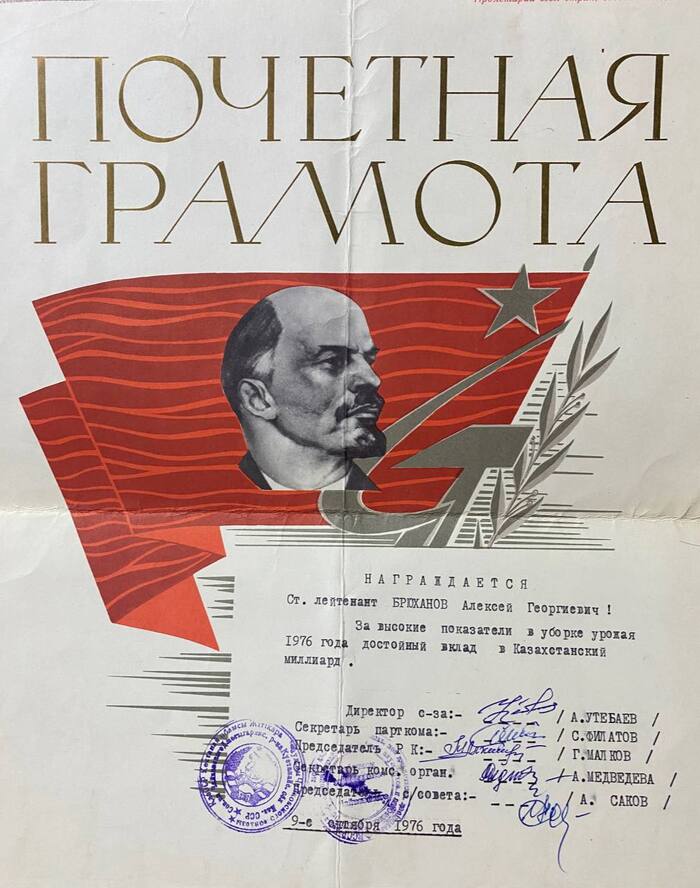 ПОЧЕТНАЯ
ГРАМОТА
НАГРАЖДАЕТСЯ
Ст. лейтенант БРЮХАНОВ Алексей Георгиевич !
За высокие показатели в уборке урожая
1976 года достойный вклад в Казахстанский
миллиард .
Директор с-за:- / А.УТЕБАЕВ /
Секретарь парткома:- / С.ФИЛАТОВ /
Председатель Р К:- / Г.МАЛКОВ /
Секретарь комс. орган. / А.МЕДВЕДЕВА /
Председатель с/совета:- / А. САКОВ /
9-е октября 1976 года